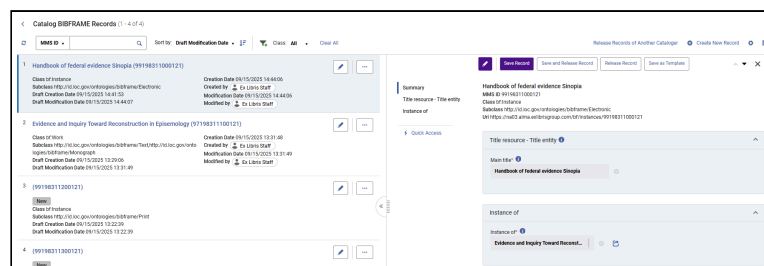 Catalog BIBFRAME Records (1 - 4 of 4)
MMS ID
Sort by: Draft Modification Date
Class: All
Clear All
Release Records of Another Cataloger
Create New Record
1 Handbook of federal evidence Sinopia (99198311000121)
Class of Instance
Subclass http://id.loc.gov/ontologies/bibframe/Electronic
Draft Creation Date 09/15/2025 14:41:53
Draft Modification Date 09/15/2025 14:44:07
Creation Date 09/15/2025 14:44:06
Created by Ex Libris Staff
Modification Date 09/15/2025 14:44:06
Modified by Ex Libris Staff
2 Evidence and Inquiry Toward Reconstruction in Epistemology (97198311000121)
Class of Work
Subclass http://id.loc.gov/ontologies/bibframe/Text,http://id.loc.gov/onto
logies/bibframe/Monograph
Draft Creation Date 09/15/2025 13:29:06
Draft Modification Date 09/15/2025 13:31:49
Creation Date 09/15/2025 13:31:48
Created by Ex Libris Staff
Modification Date 09/15/2025 13:31:49
Modified by Ex Libris Staff
3 (99198311200121)
New
Class of Instance
Subclass http://id.loc.gov/ontologies/bibframe/Print
Draft Creation Date 09/15/2025 13:22:39
Draft Modification Date 09/15/2025 13:22:39
4 (99198311300121)
New
Save Record
Save and Release Record
Release Record
Save as Template
Summary
Title resource - Title entity
Instance of
Quick Access
Handbook of federal evidence Sinopia
MMS ID 99198311000121
Class of Instance
Subclass http://id.loc.gov/ontologies/bibframe/Electronic
Uri https://na03.alma.exlibrisgroup.com/bf/instances/99198311000121
Title resource - Title entity
Main title*
Handbook of federal evidence Sinopia
Instance of
Instance of*
Evidence and Inquiry Toward Reconst...